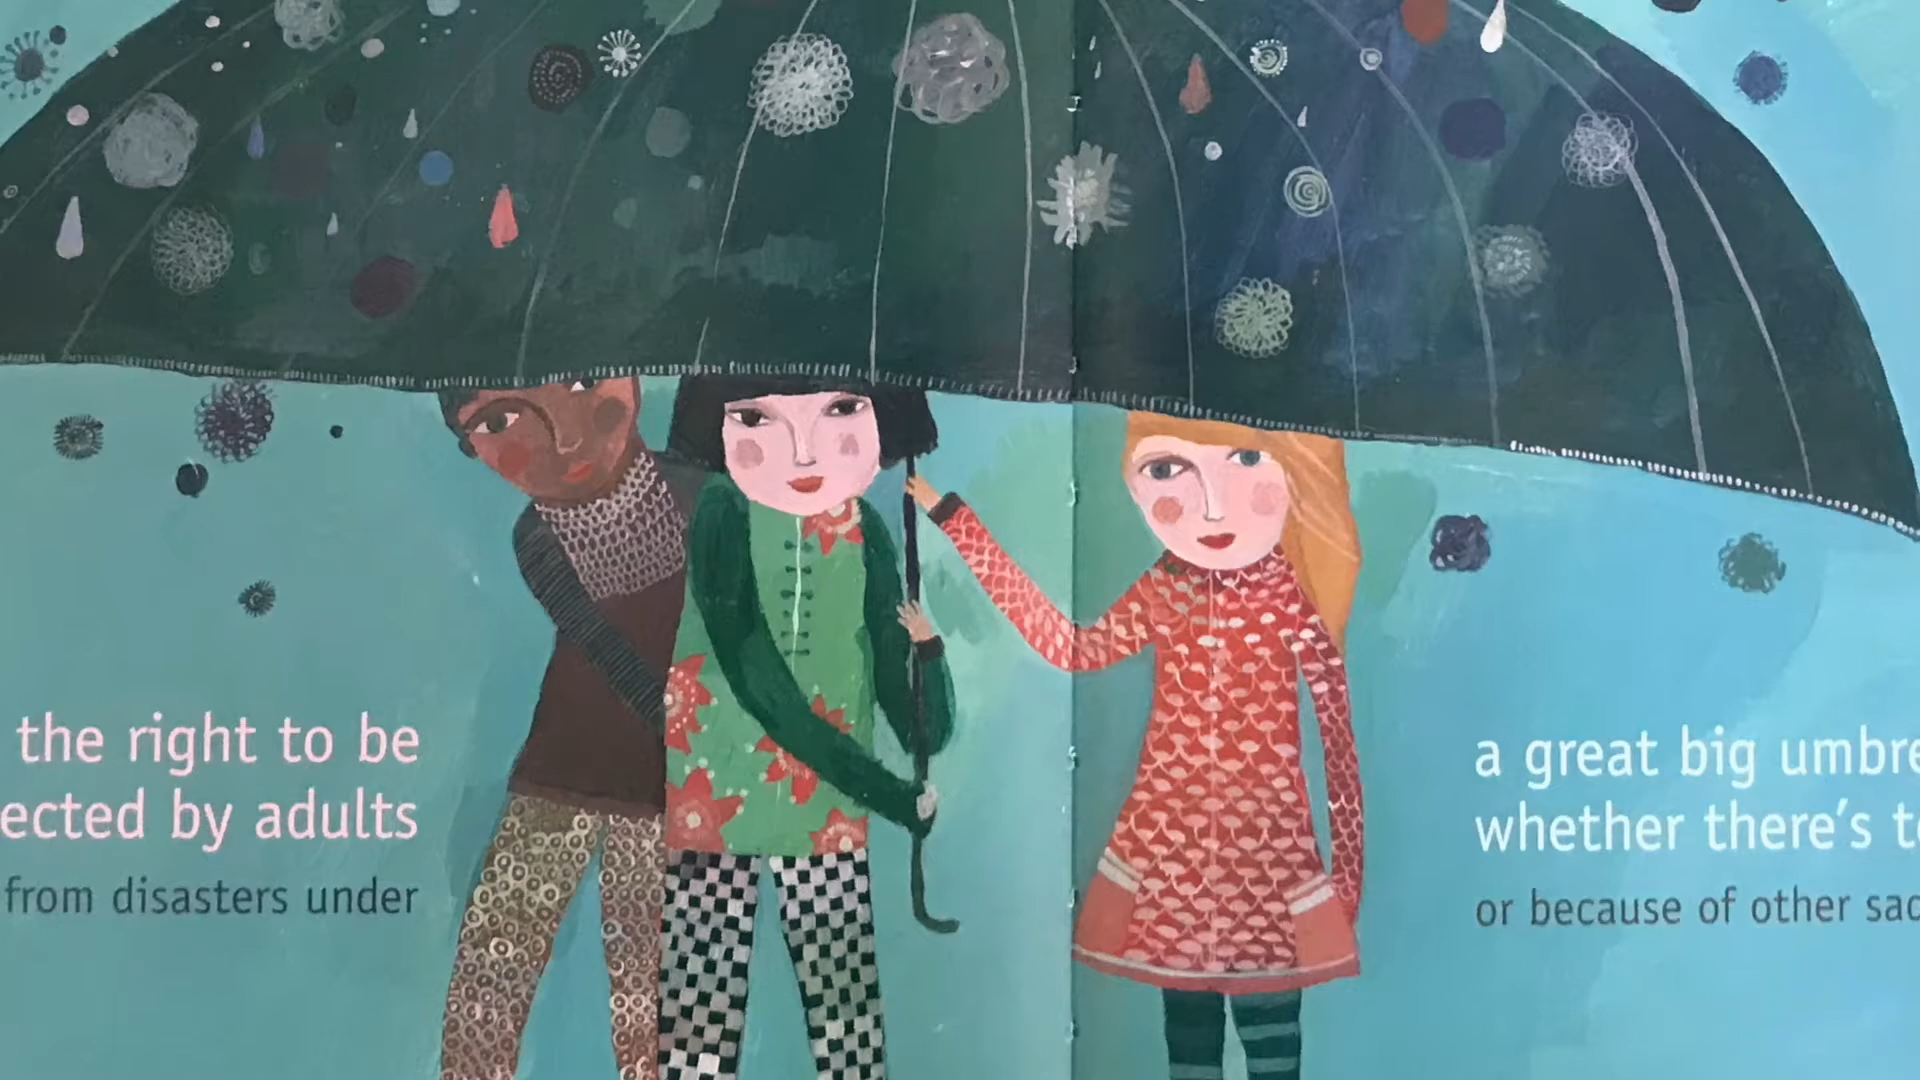 the right to be
ected by adults
from disasters under
a great big umbre
whether there's t
or because of other sad